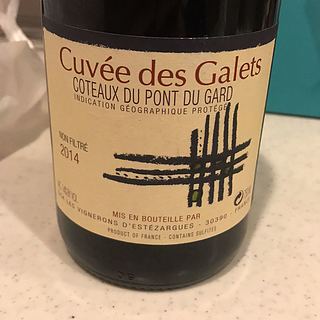 Cuvée des Galets
COTEAUX DU PONT DU GARD
INDICATION GÉOGRAPHIQUE PROTÉGÉE
NON FILTRÉ
2014
MIS EN BOUTEILLE PAR
LES VIGNERONS D'ESTÉZARGUES - 30390 - FRANCE
PRODUCT OF FRANCE - CONTAINS SULFITES